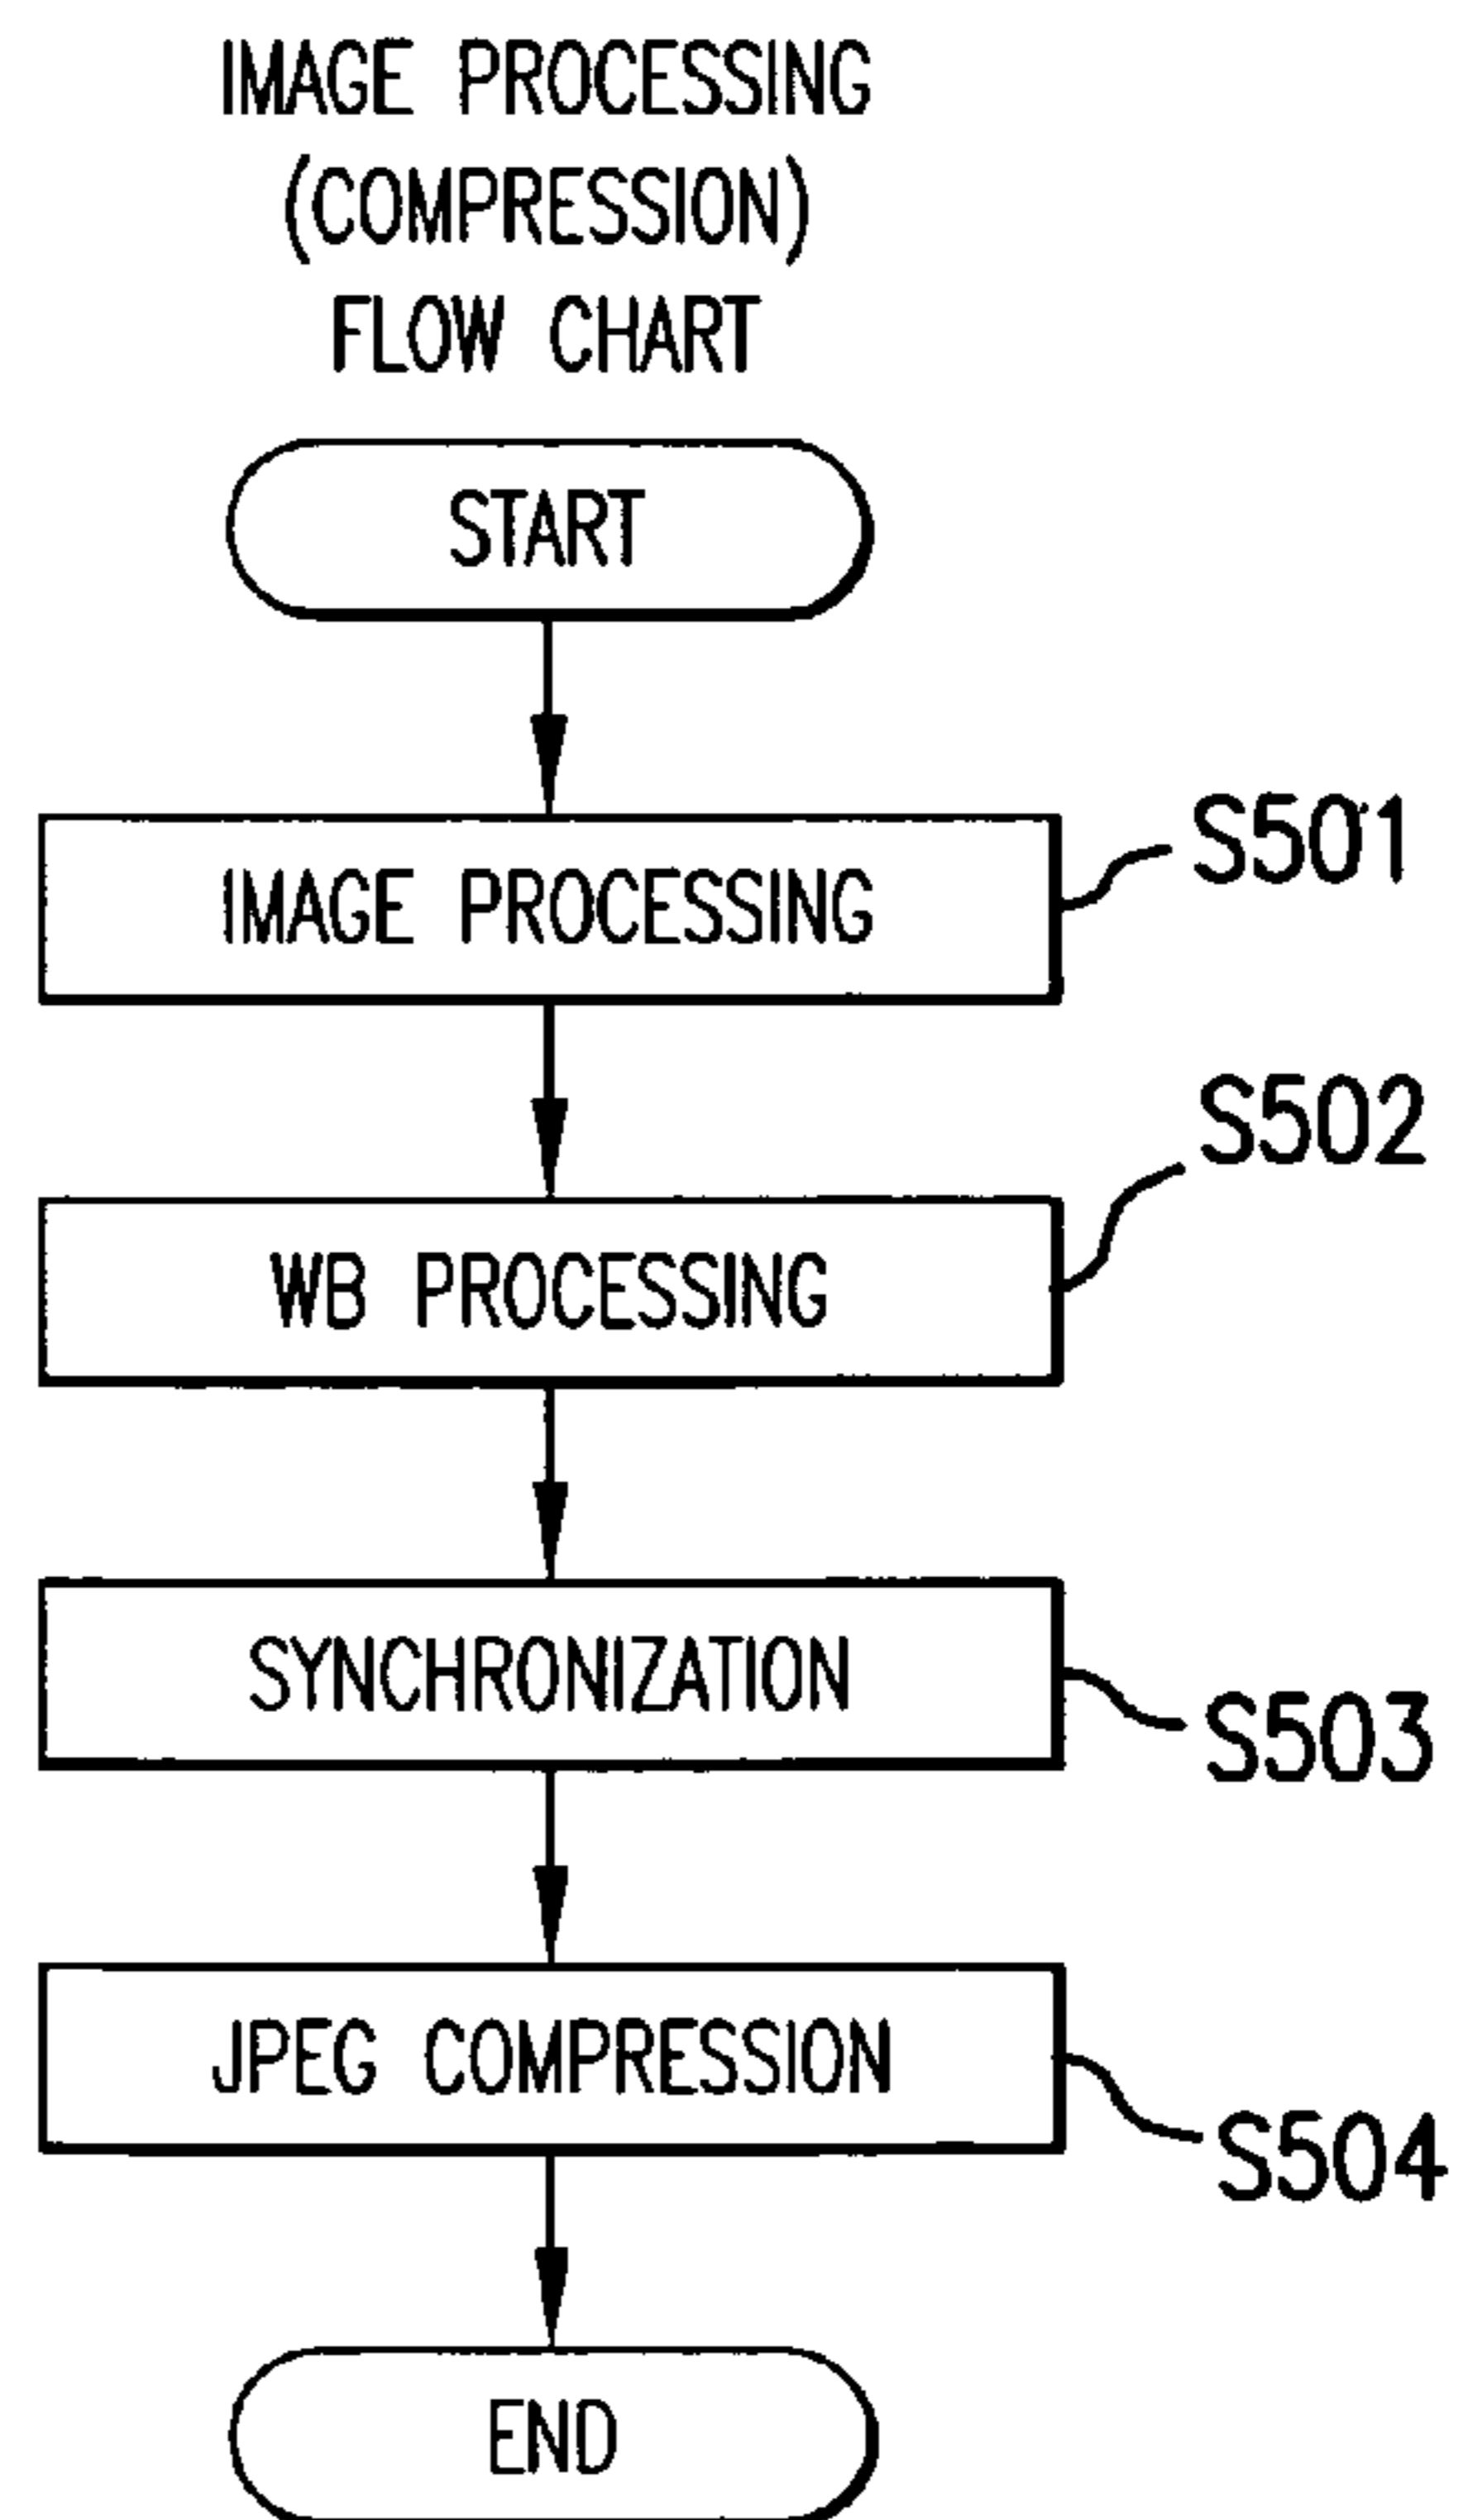 IMAGE PROCESSING
(COMPRESSION)
FLOW CHART
START
IMAGE PROCESSING
S501
WB PROCESSING
S502
SYNCHRONIZATION
S503
JPEG COMPRESSION
S504
END